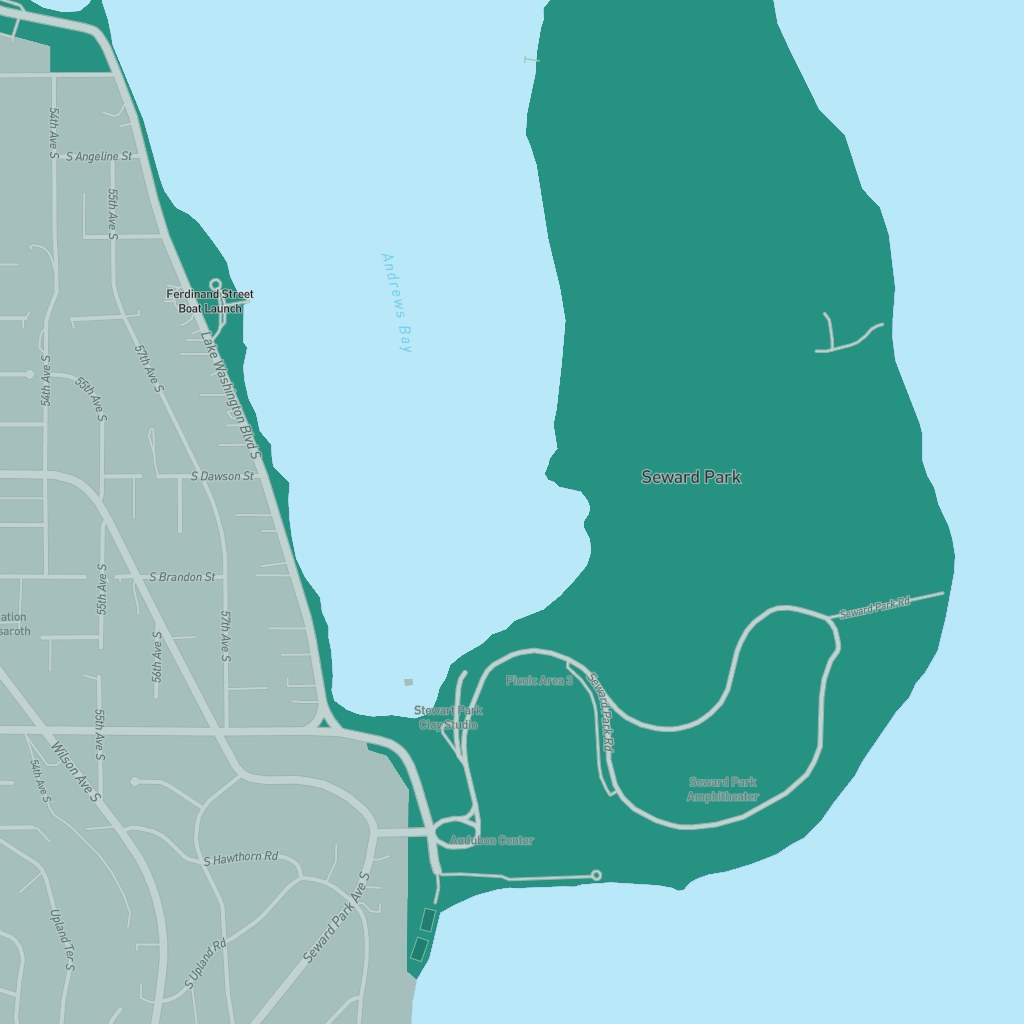 54th Ave S
S Angeline St
55th Ave S
Andrews Bay
Ferdinand Street
Boat Launch
Lake Washington Blvd S
57th Ave S
54th Ave S
55th Ave S
S Dawson St
Seward Park
S Brandon St
55th Ave S
57th Ave S
56th Ave S
ation
saroth
Seward Park Rd
Picnic Area 3
Seward Park Rd
Stewart Park
Clay Studio
55th Ave S
Wilson Ave S
54th Ave S
Seward Park
Amphitheater
Audubon Center
S Hawthorn Rd
Seward Park Ave S
Upland Ter S
S Upland Rd